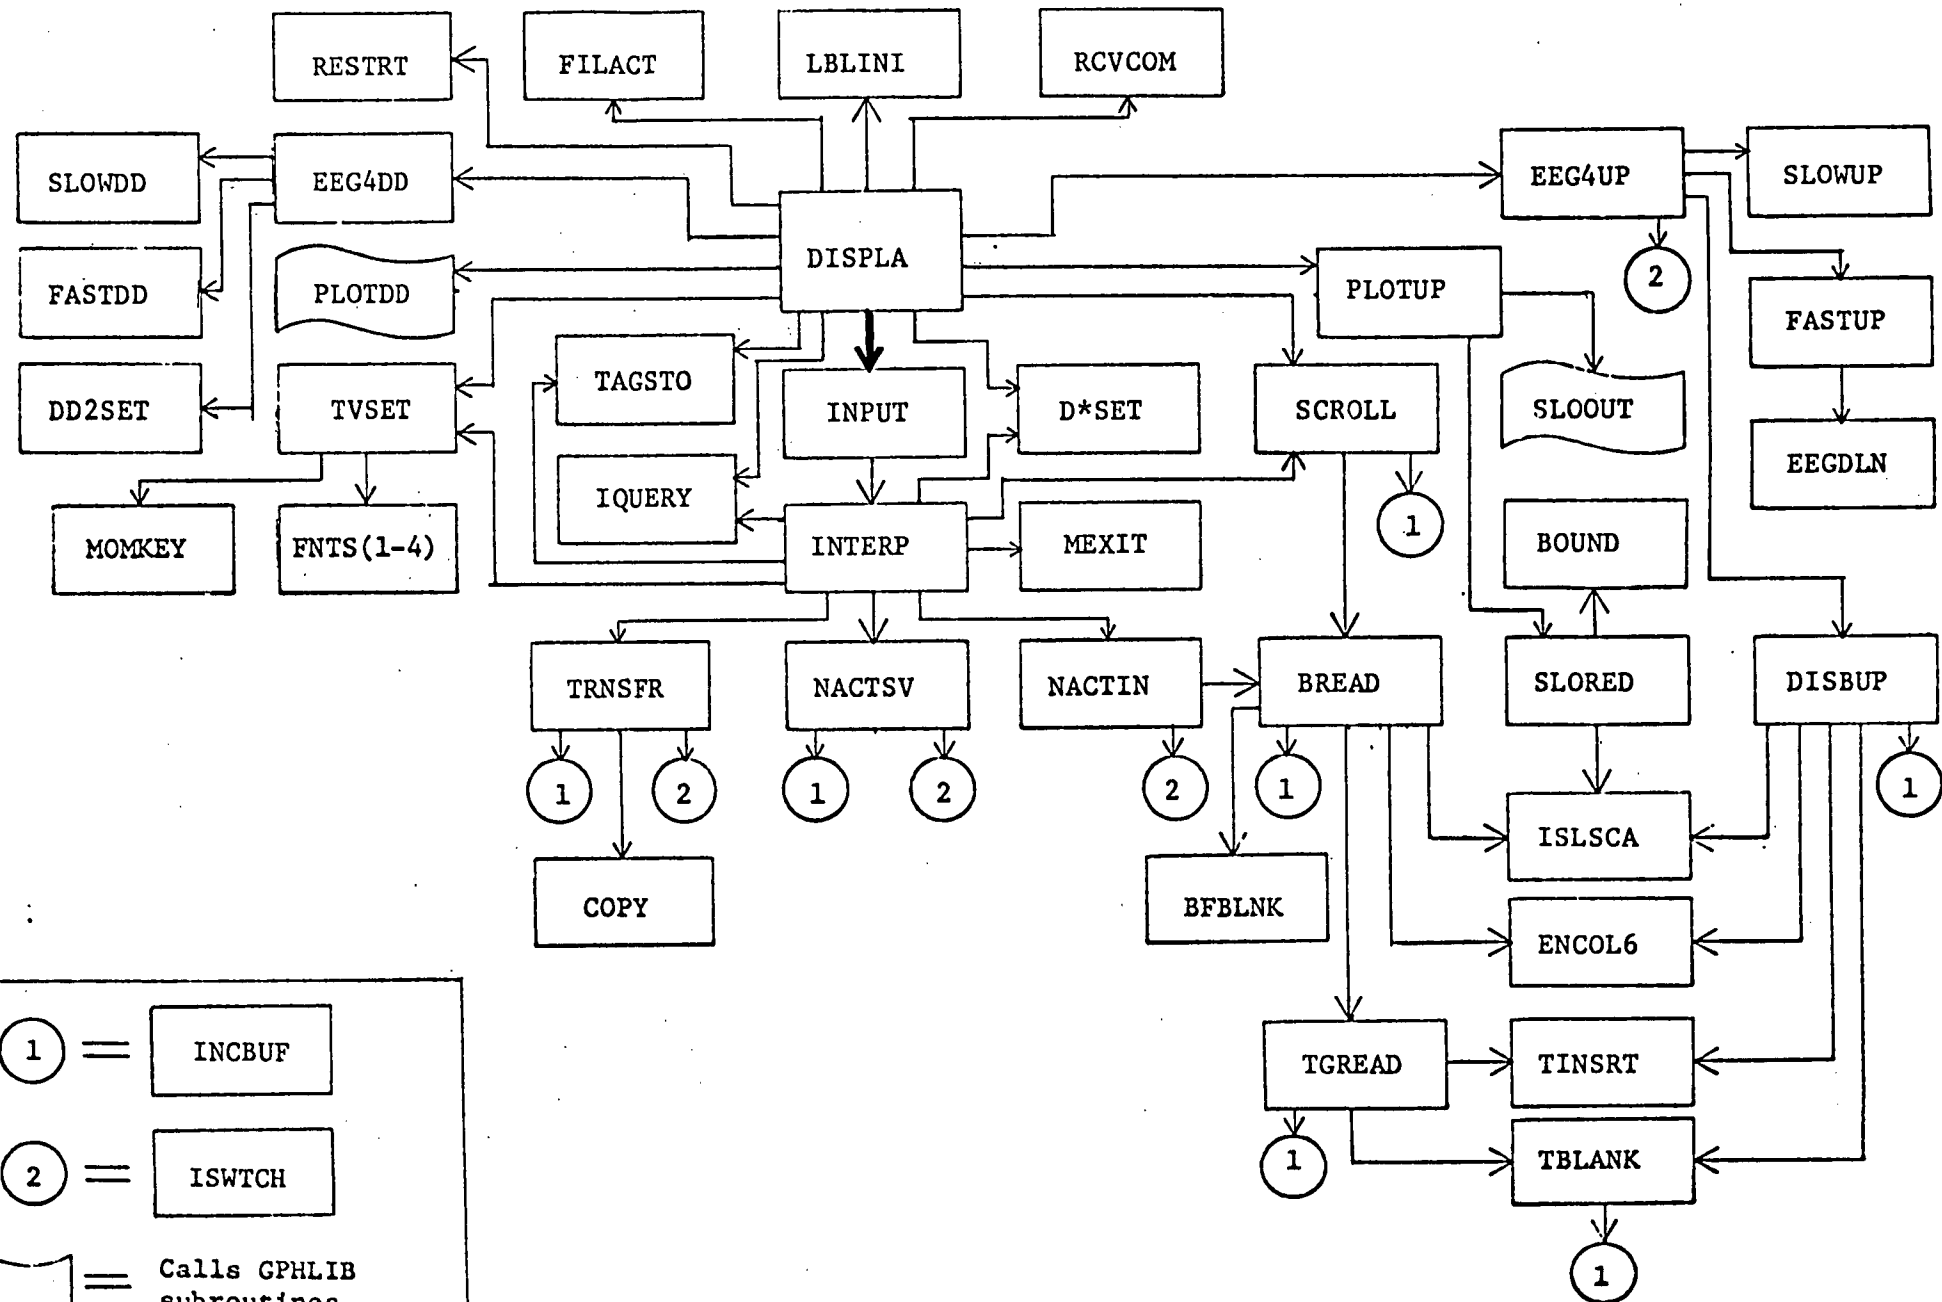 RESTRT
FILACT
LBLINI
RCVCOM
SLOWDD
EEG4DD
DISPLA
EEG4UP
SLOWUP
FASTDD
PLOTDD
PLOTUP
2
FASTUP
DD2SET
TVSET
TAGSTO
INPUT
D*SET
SCROLL
SLOOUT
EEGDLN
MOMKEY
FNTS(1-4)
IQUERY
INTERP
MEXIT
1
BOUND
TRNSFR
NACTSV
NACTIN
BREAD
SLORED
DISBUP
1
2
1
2
2
1
1
ISLSCA
COPY
BFBLNK
ENCOL6
TGREAD
TINSRT
1
TBLANK
1
1 = INCBUF
2 = ISWTCH
= Calls GPHLIB
subroutines